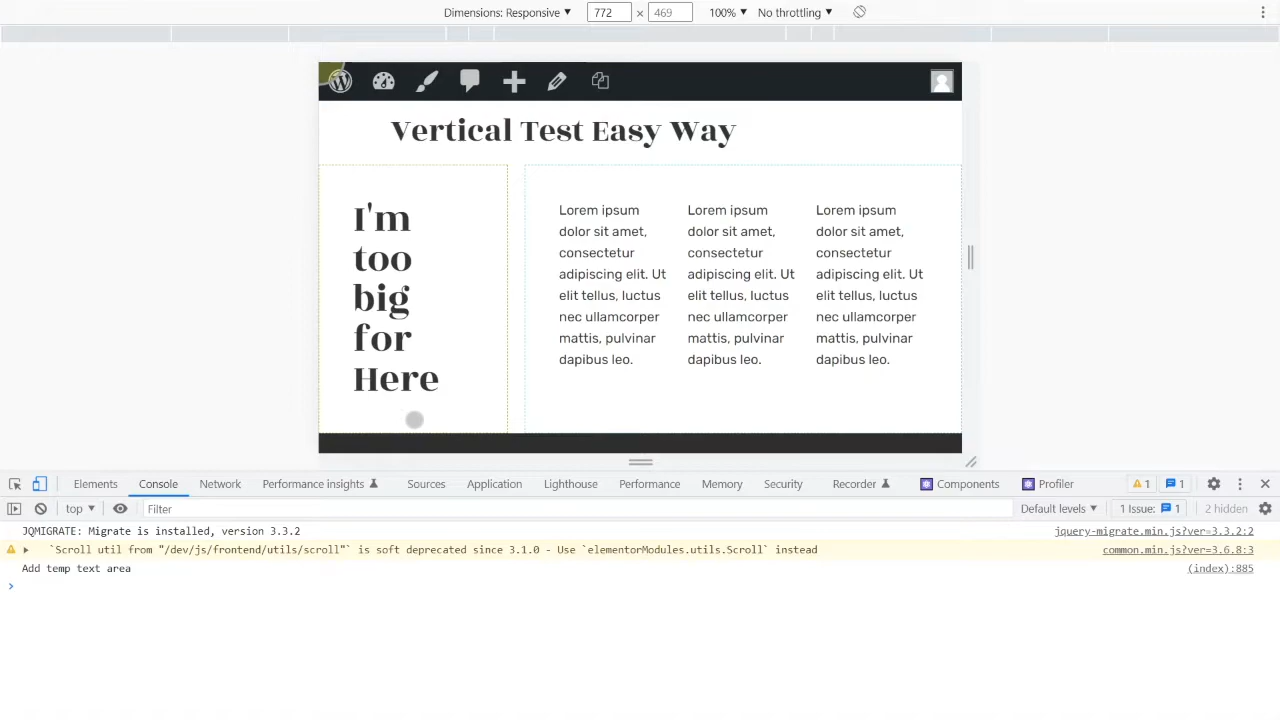 Dimensions: Responsive 772 × 469 100% No throttling
Vertical Test Easy Way
I'm
too
big
for
Here
Lorem ipsum
dolor sit amet,
consectetur
adipiscing elit. Ut
elit tellus, luctus
nec ullamcorper
mattis, pulvinar
dapibus leo.
Lorem ipsum
dolor sit amet,
consectetur
adipiscing elit. Ut
elit tellus, luctus
nec ullamcorper
mattis, pulvinar
dapibus leo.
Lorem ipsum
dolor sit amet,
consectetur
adipiscing elit. Ut
elit tellus, luctus
nec ullamcorper
mattis, pulvinar
dapibus leo.
Elements Console Network Performance insights Sources Application Lighthouse Performance Memory Security Recorder Components Profiler 1 1
top Filter Default levels 1 Issue: 1 2 hidden
JQMIGRATE: Migrate is installed, version 3.3.2 jquery-migrate.min.js?ver=3.3.2:2
`Scroll util from "/dev/js/frontend/utils/scroll"` is soft deprecated since 3.1.0 - Use `elementorModules.utils.Scroll` instead common.min.js?ver=3.6.8:3
Add temp text area (index):885